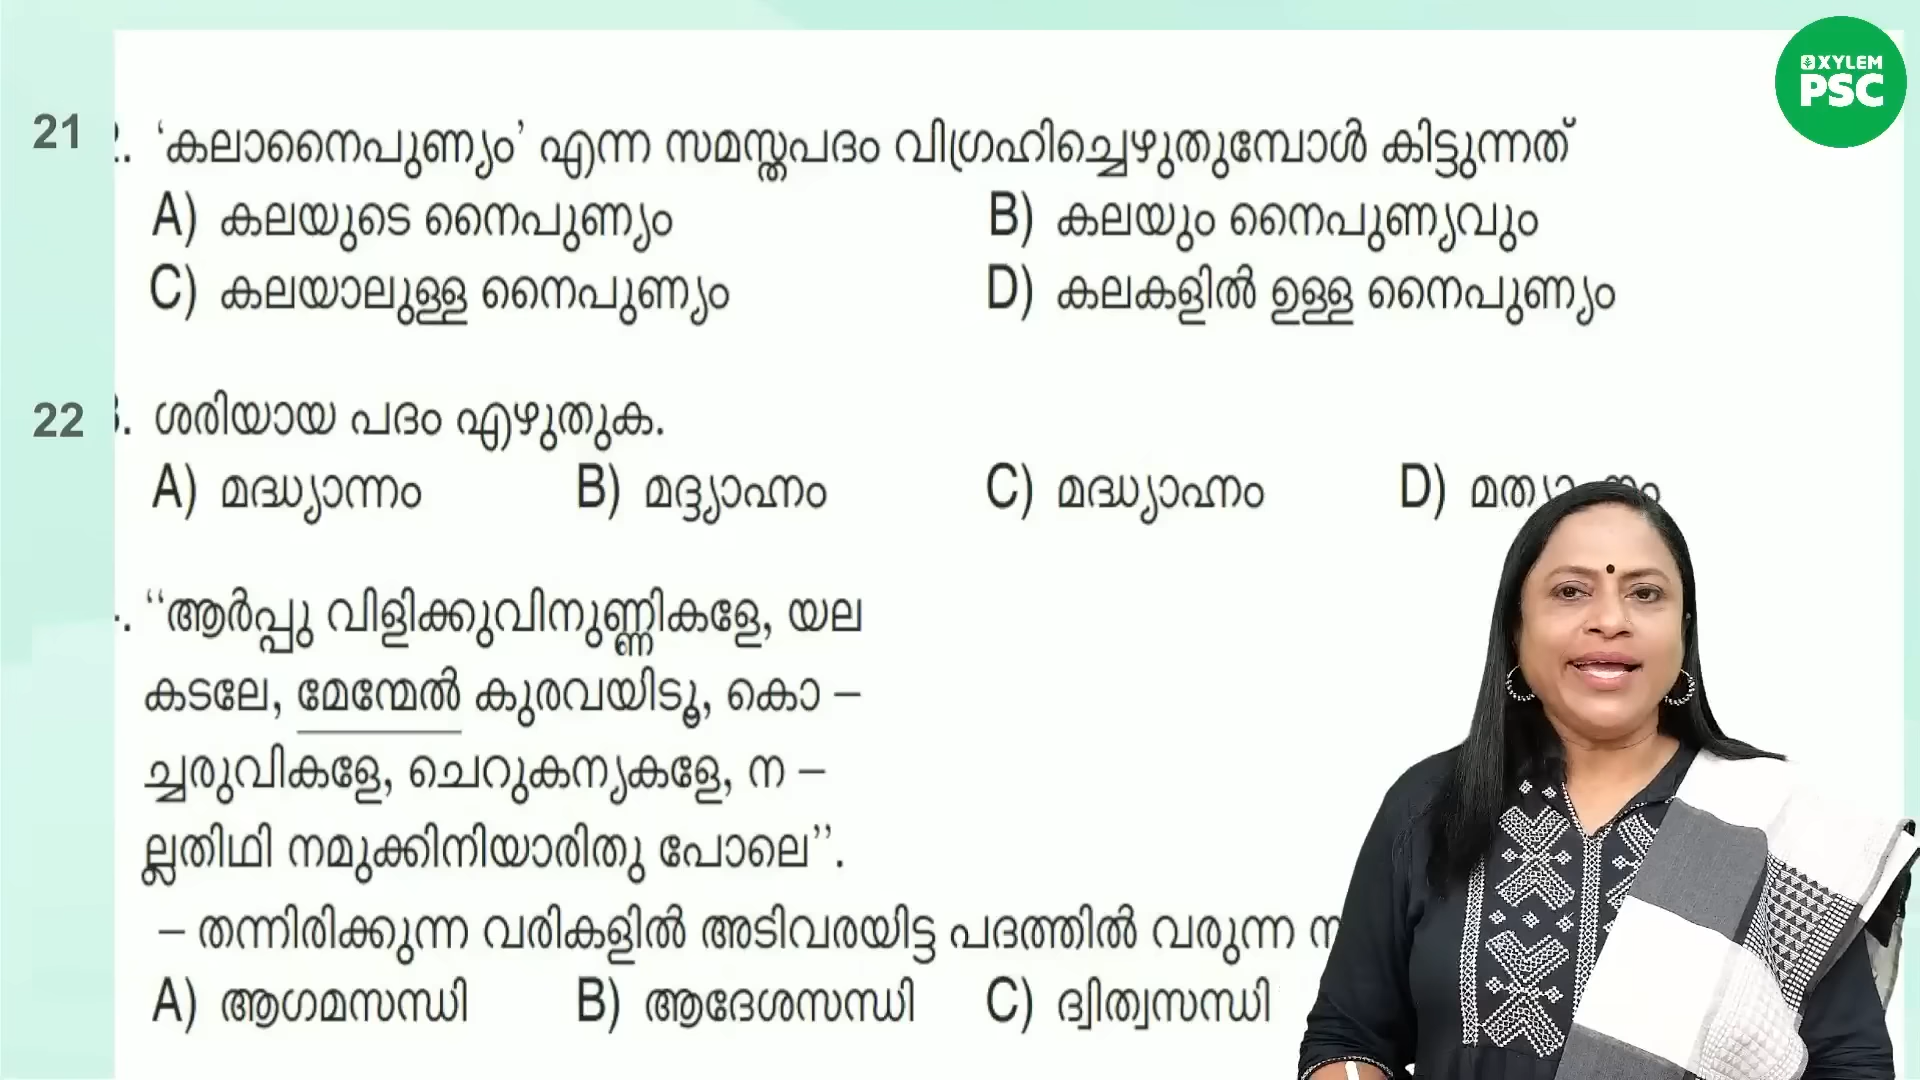 XYLEM
PSC
21 2. ‘കലാനൈപുണ്യം’ എന്ന സമസ്തപദം വിഗ്രഹിച്ചെഴുതുമ്പോൾ കിട്ടുന്നത്
A) കലയുടെ നൈപുണ്യം B) കലയും നൈപുണ്യവും
C) കലയാലുള്ള നൈപുണ്യം D) കലകളിൽ ഉള്ള നൈപുണ്യം
22 3. ശരിയായ പദം എഴുതുക.
A) മദ്ധ്യാന്നം B) മദ്ദ്യാഹ്നം C) മദ്ധ്യാഹ്നം D)
“ആർപ്പു വിളിക്കുവിനുണ്ണികളേ, യല
കടലേ, മേന്മേൽ കുരവയിടൂ, കൊ –
ച്ചരുവികളേ, ചെറുകന്യകളേ, ന –
ല്ലതിഥി നമുക്കിനിയാരിതു പോലെ”.
– തന്നിരിക്കുന്ന വരികളിൽ അടിവരയിട്ട പദത്തിൽ വരുന്ന
A) ആഗമസന്ധി B) ആദേശസന്ധി C) ദ്വിത്വസന്ധി